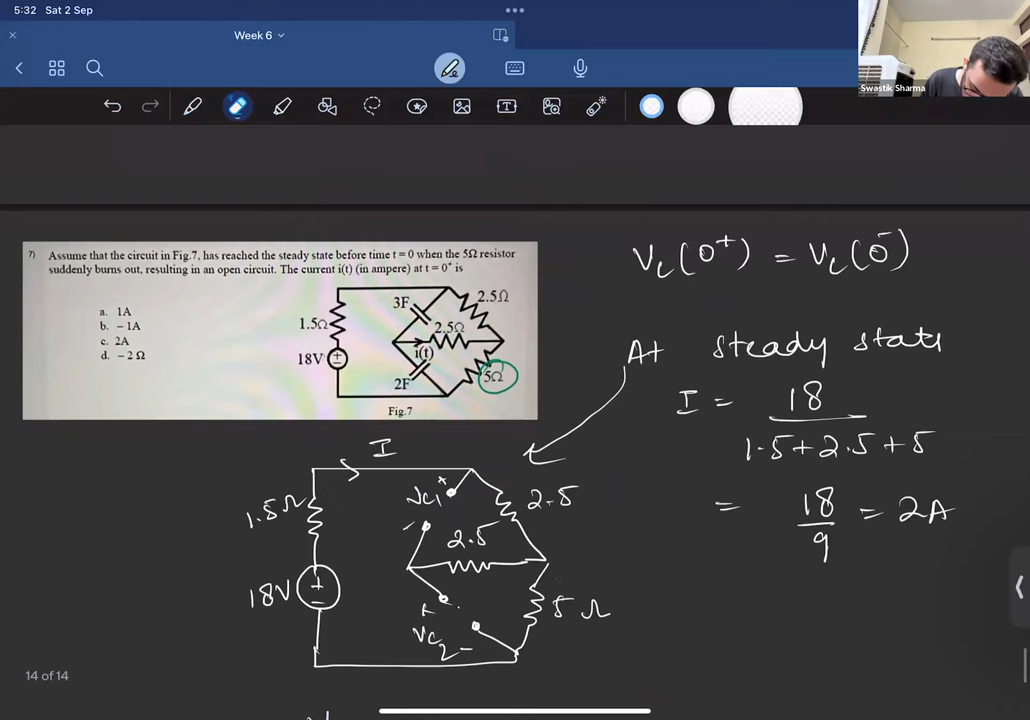 5:32 Sat 2 Sep
Week 6
Swastik Sharma
7) Assume that the circuit in Fig.7, has reached the steady state before time t = 0 when the 5Ω resistor
suddenly burns out, resulting in an open circuit. The current i(t) (in ampere) at t = 0⁺ is
a. 1A
b. – 1A
c. 2A
d. – 2 Ω
3F
2.5Ω
1.5Ω
2.5Ω
i(t)
18V
+
2F
5Ω
Fig.7
Vc(0⁺) = Vc(0⁻)
At steady state
I = 18
1.5+2.5+5
= 18 = 2A
9
I
1.5Ω
Vc1
+
-
2.5
2.5
18V
+
-
5 Ω
+
Vc2
-
14 of 14